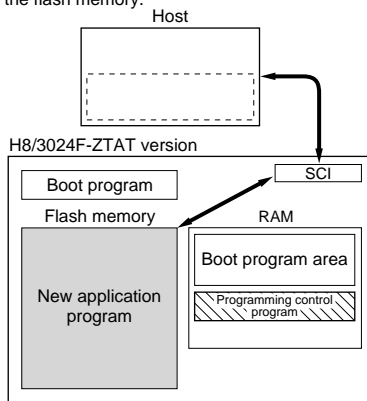 the flash memory.
Host
H8/3024F-ZTAT version
SCI
Boot program
Flash memory
RAM
Boot program area
New application
program
Programming control
program